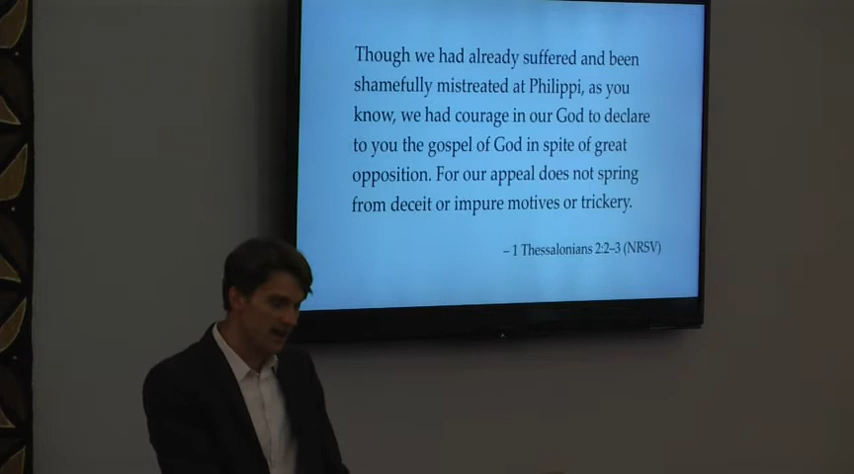 Though we had already suffered and been
shamefully mistreated at Philippi, as you
know, we had courage in our God to declare
to you the gospel of God in spite of great
opposition. For our appeal does not spring
from deceit or impure motives or trickery.
– 1 Thessalonians 2:2–3 (NRSV)